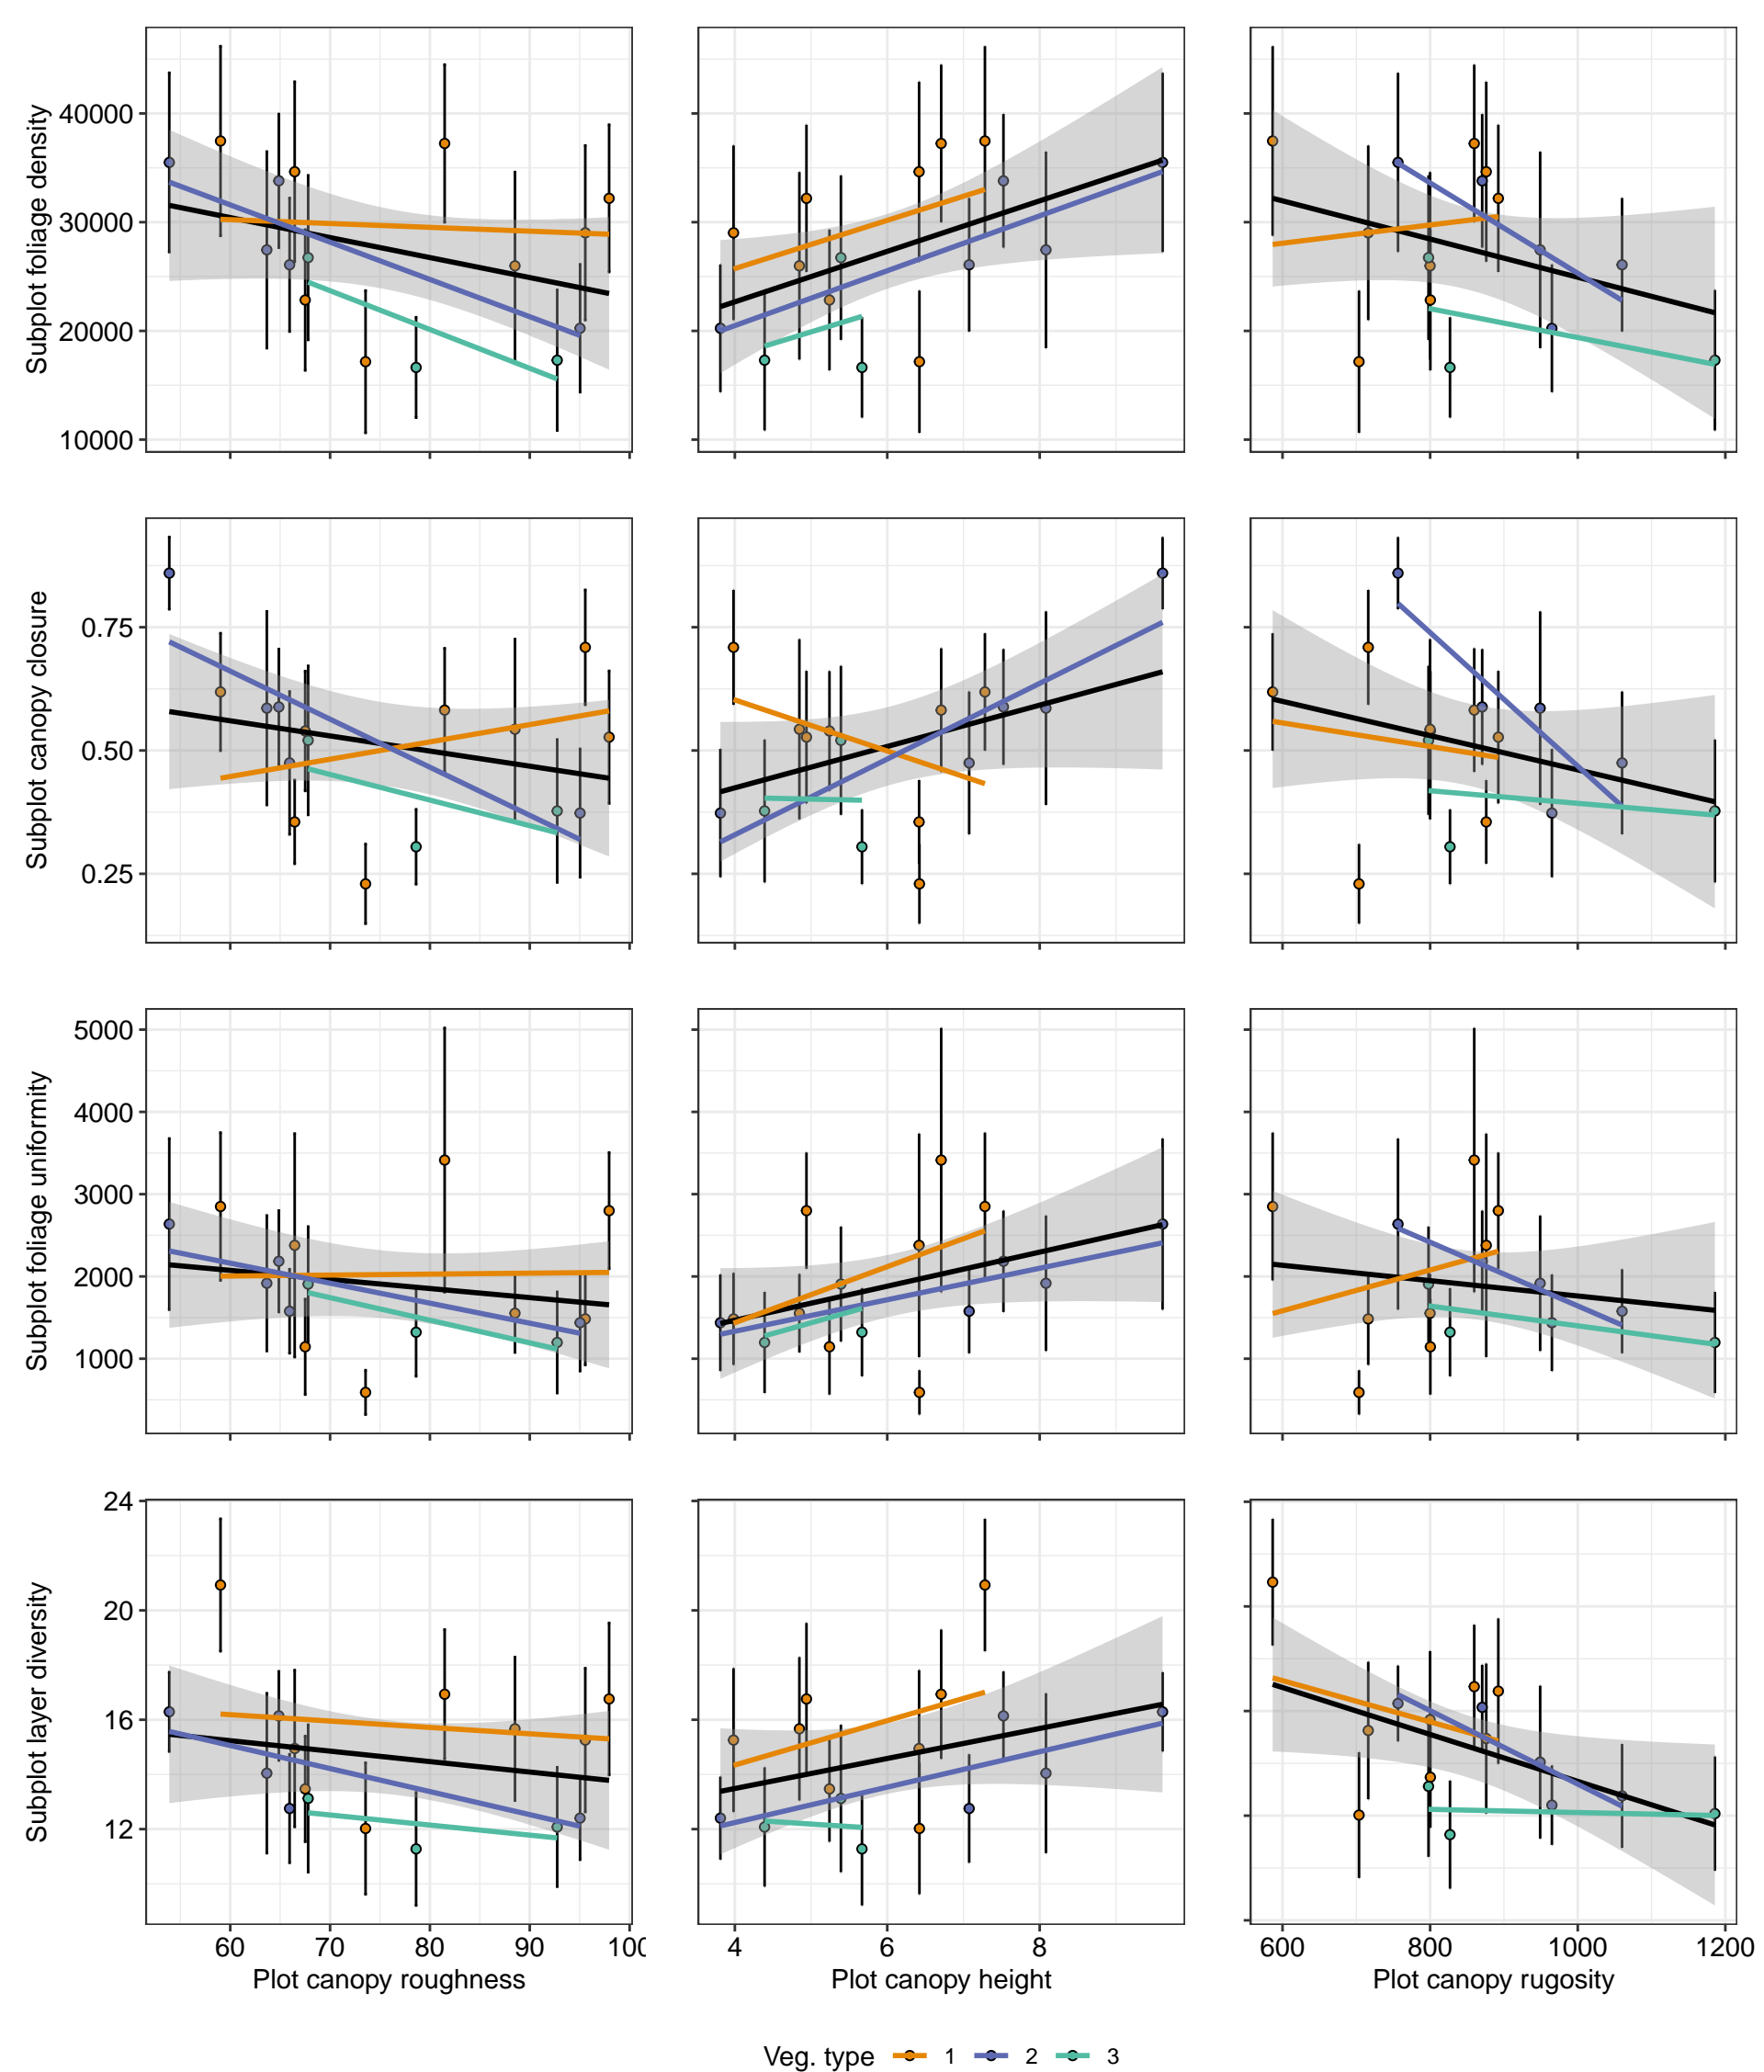 Subplot foliage density
40000
30000
20000
10000
Subplot canopy closure
0.75
0.50
0.25
Subplot foliage uniformity
5000
4000
3000
2000
1000
Subplot layer diversity
24
20
16
12
60 70 80 90 100
4 6 8
600 800 1000 1200
Plot canopy roughness
Plot canopy height
Plot canopy rugosity
Veg. type 1 2 3